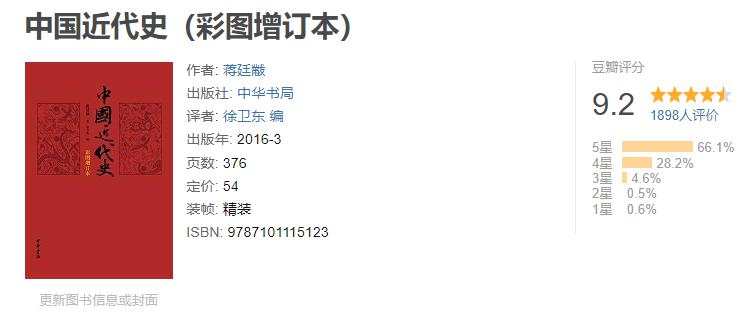 中国近代史（彩图增订本）
中國近代史
彩图增订本
中华书局
更新图书信息或封面
作者: 蒋廷黻
出版社: 中华书局
译者: 徐卫东 编
出版年: 2016-3
页数: 376
定价: 54
装帧: 精装
ISBN: 9787101115123
豆瓣评分
9.2
1898人评价
5星 66.1%
4星 28.2%
3星 4.6%
2星 0.5%
1星 0.6%